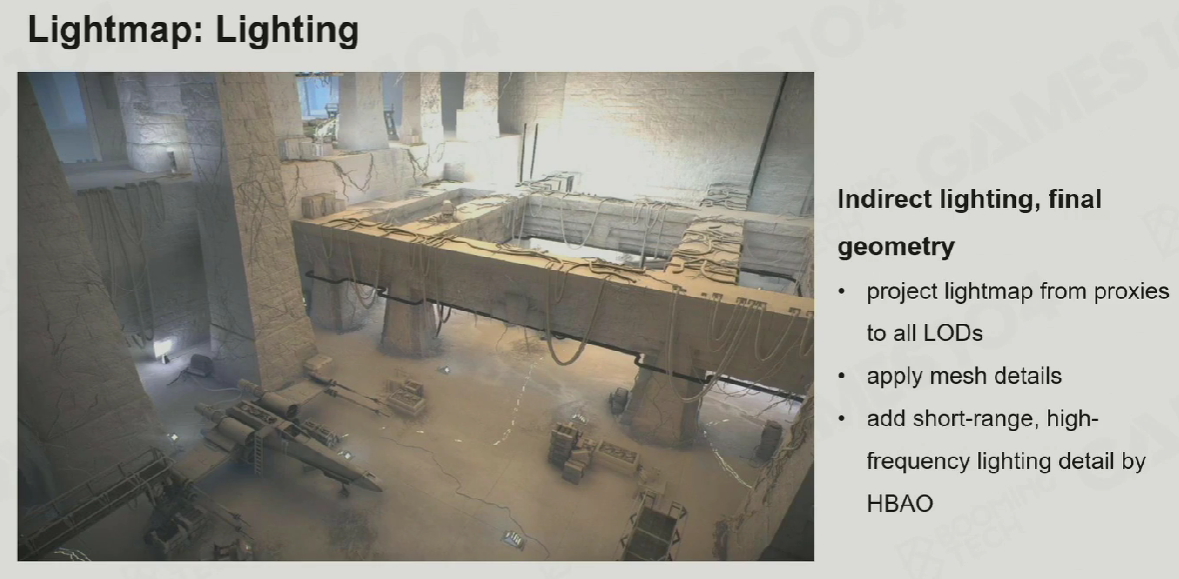 Lightmap: Lighting
Indirect lighting, final
geometry
• project lightmap from proxies
to all LODs
• apply mesh details
• add short-range, high-
frequency lighting detail by
HBAO
GAMES104